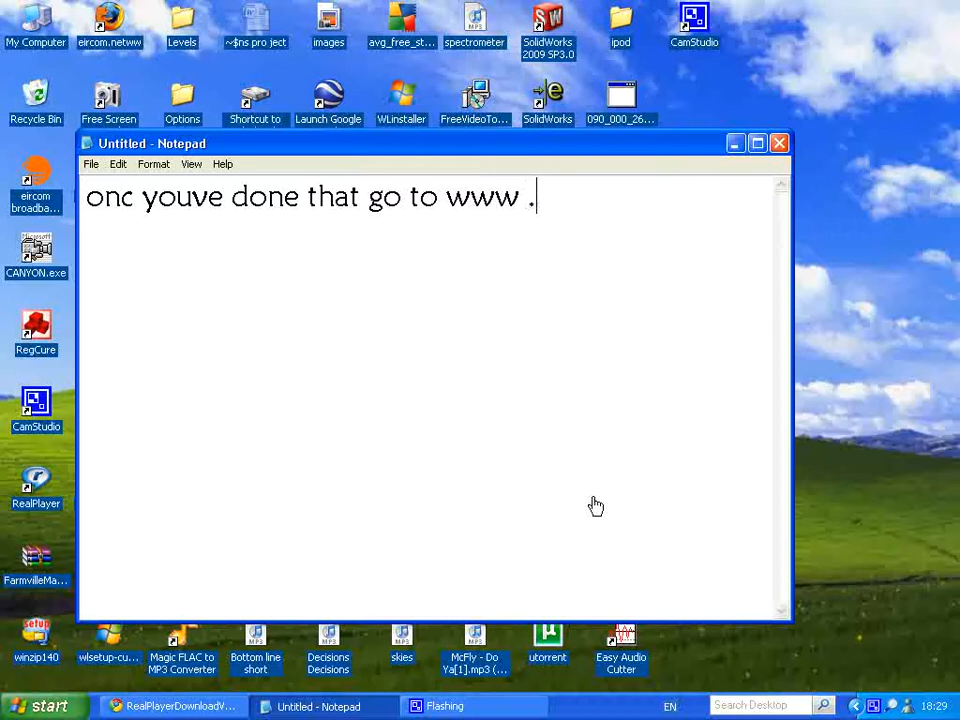 My Computer
eircom.netww
Levels
~$ns pro ject
images
avg_free_st...
spectrometer
SolidWorks
2009 SP3.0
ipod
CamStudio
Recycle Bin
Free Screen
Options
Shortcut to
Launch Google
WLinstaller
FreeVideoTo...
SolidWorks
090_000_26...
Untitled - Notepad
File Edit Format View Help
onc youve done that go to www .
eircom
broadba...
CANYON.exe
RegCure
CamStudio
RealPlayer
FarmvilleMa...
winzip140
wlsetup-cu...
Magic FLAC to
MP3 Converter
Bottom line
short
Decisions
Decisions
skies
McFly - Do
Ya[1].mp3 (...
utorrent
Easy Audio
Cutter
start
RealPlayerDownloadV...
Untitled - Notepad
Flashing
EN
Search Desktop
18:29